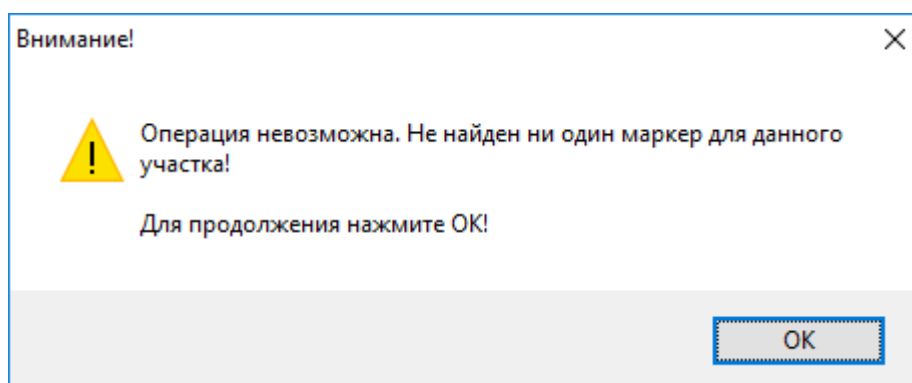 Внимание!
Операция невозможна. Не найден ни один маркер для данного
участка!
Для продолжения нажмите ОК!
OK